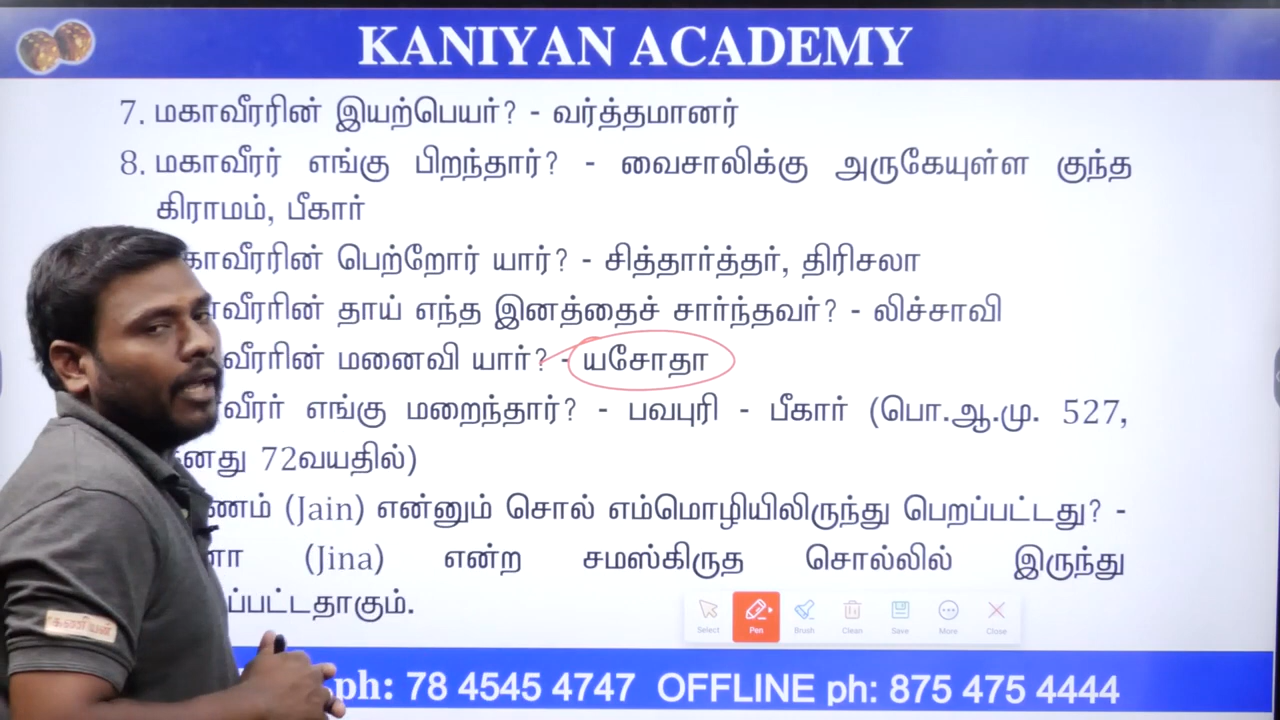 KANIYAN ACADEMY
7. மகாவீரரின் இயற்பெயர்? - வர்த்தமானர்
8. மகாவீரர் எங்கு பிறந்தார்? - வைசாலிக்கு அருகேயுள்ள குந்த
கிராமம், பீகார்
காவீரரின் பெற்றோர் யார்? - சித்தார்த்தர், திரிசலா
வீரரின் தாய் எந்த இனத்தைச் சார்ந்தவர்? - லிச்சாவி
வீரரின் மனைவி யார்? - யசோதா
வீரர் எங்கு மறைந்தார்? - பவபுரி - பீகார் (பொ.ஆ.மு. 527,
னது 72வயதில்)
ணம் (Jain) என்னும் சொல் எம்மொழியிலிருந்து பெறப்பட்டது? -
னா (Jina) என்ற சமஸ்கிருத சொல்லில் இருந்து
ப்பட்டதாகும்.
Select Pen Brush Clean Save More Close
கணியன்
ph: 78 4545 4747 OFFLINE ph: 875 475 4444